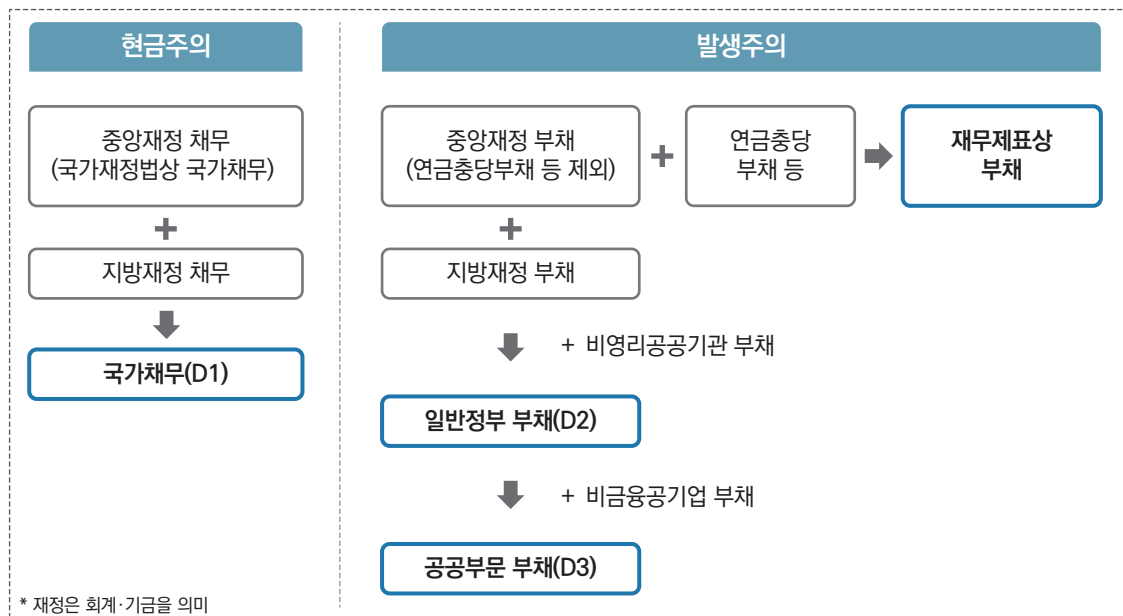 현금주의
중앙재정 채무
(국가재정법상 국가채무)
+
지방재정 채무
국가채무(D1)
* 재정은 회계·기금을 의미
발생주의
중앙재정 부채
(연금충당부채 등 제외)
+
연금충당
부채 등
재무제표상
부채
+
지방재정 부채
+ 비영리공공기관 부채
일반정부 부채(D2)
+ 비금융공기업 부채
공공부문 부채(D3)